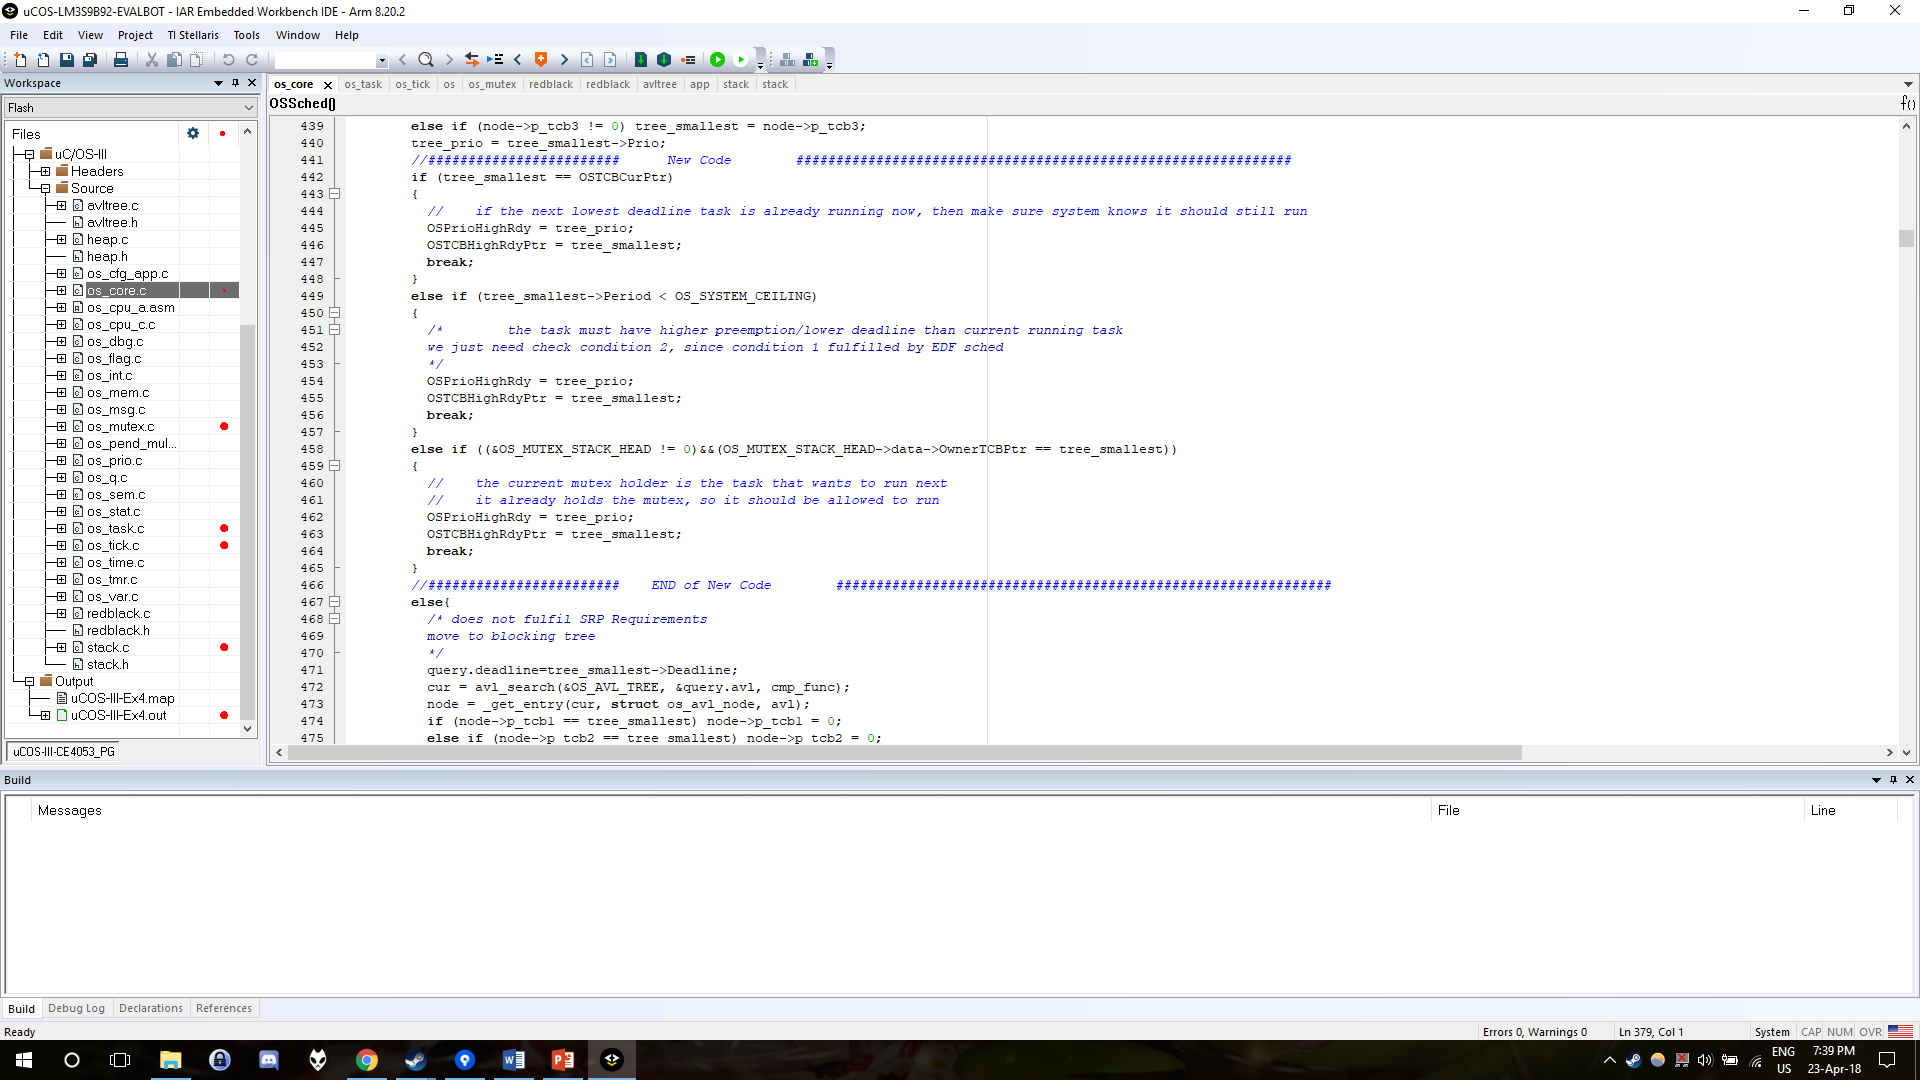 uCOS-LM3S9B92-EVALBOT - IAR Embedded Workbench IDE - Arm 8.20.2
File Edit View Project TI Stellaris Tools Window Help
Workspace
os_core os_task os_tick os os_mutex redblack redblack avltree app stack stack
Flash
OSSched()
f()
Files
uC/OS-III
Headers
Source
avltree.c
avltree.h
heap.c
heap.h
os_cfg_app.c
os_core.c
os_cpu_a.asm
os_cpu_c.c
os_dbg.c
os_flag.c
os_int.c
os_mem.c
os_msg.c
os_mutex.c
os_pend_mul...
os_prio.c
os_q.c
os_sem.c
os_stat.c
os_task.c
os_tick.c
os_time.c
os_tmr.c
os_var.c
redblack.c
redblack.h
stack.c
stack.h
Output
uCOS-III-Ex4.map
uCOS-III-Ex4.out
uCOS-III-CE4053_PG
439 else if (node->p_tcb3 != 0) tree_smallest = node->p_tcb3;
440 tree_prio = tree_smallest->Prio;
441 //######################## New Code ##############################################################
442 if (tree_smallest == OSTCBCurPtr)
443 {
444 // if the next lowest deadline task is already running now, then make sure system knows it should still run
445 OSPrioHighRdy = tree_prio;
446 OSTCBHighRdyPtr = tree_smallest;
447 break;
448 }
449 else if (tree_smallest->Period < OS_SYSTEM_CEILING)
450 {
451 /* the task must have higher preemption/lower deadline than current running task
452 we just need check condition 2, since condition 1 fulfilled by EDF sched
453 */
454 OSPrioHighRdy = tree_prio;
455 OSTCBHighRdyPtr = tree_smallest;
456 break;
457 }
458 else if ((&OS_MUTEX_STACK_HEAD != 0)&&(OS_MUTEX_STACK_HEAD->data->OwnerTCBPtr == tree_smallest))
459 {
460 // the current mutex holder is the task that wants to run next
461 // it already holds the mutex, so it should be allowed to run
462 OSPrioHighRdy = tree_prio;
463 OSTCBHighRdyPtr = tree_smallest;
464 break;
465 }
466 //######################## END of New Code ##############################################################
467 else{
468 /* does not fulfil SRP Requirements
469 move to blocking tree
470 */
471 query.deadline=tree_smallest->Deadline;
472 cur = avl_search(&OS_AVL_TREE, &query.avl, cmp_func);
473 node = _get_entry(cur, struct os_avl_node, avl);
474 if (node->p_tcb1 == tree_smallest) node->p_tcb1 = 0;
475 else if (node->p_tcb2 == tree_smallest) node->p_tcb2 = 0;
Build
Messages File Line
Build Debug Log Declarations References
Ready Errors 0, Warnings 0 Ln 379, Col 1 System CAP NUM OVR
ENG
US
7:39 PM
23-Apr-18